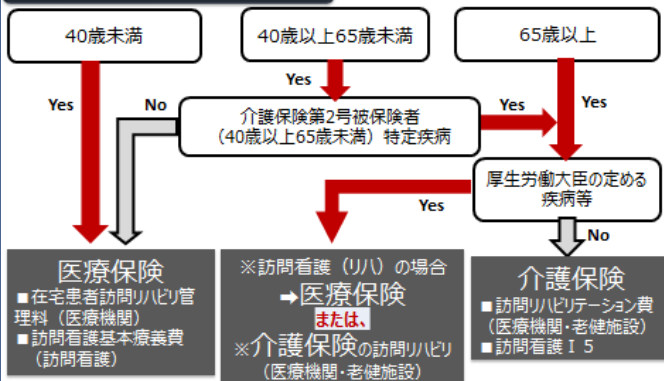 40歳未満
40歳以上65歳未満
65歳以上
Yes
Yes
No
Yes
Yes
介護保険第2号被保険者
（40歳以上65歳未満）特定疾病
厚生労働大臣の定める
疾病等
Yes
No
医療保険
■在宅患者訪問リハビリ管
理料（医療機関）
■訪問看護基本療養費
（訪問看護）
※訪問看護（リハ）の場合
➡医療保険
または、
※介護保険の訪問リハビリ
（医療機関・老健施設）
介護保険
■訪問リハビリテーション費
（医療機関・老健施設）
■訪問看護Ⅰ５